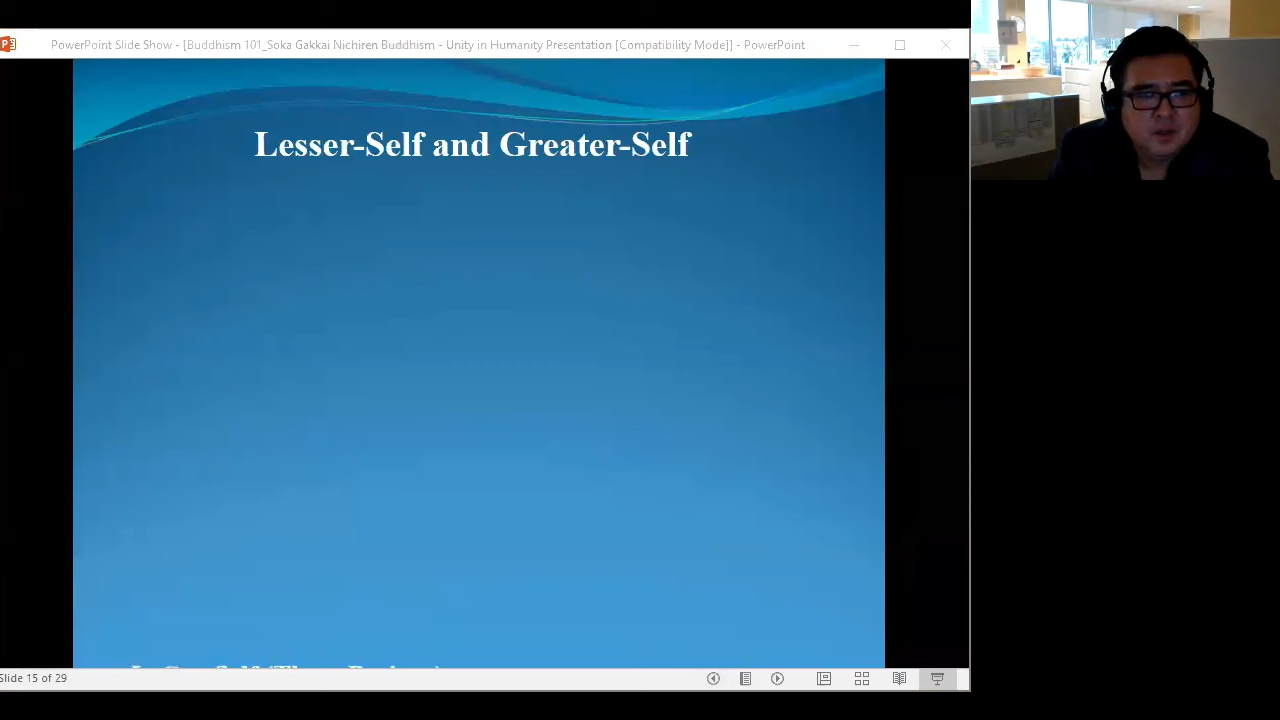 PowerPoint Slide Show - [Buddhism 101_Soka Gakkai Nichiren Buddhism - Unity in Humanity Presentation [Compatibility Mode]] - PowerPoint
Lesser-Self and Greater-Self
Slide 15 of 29